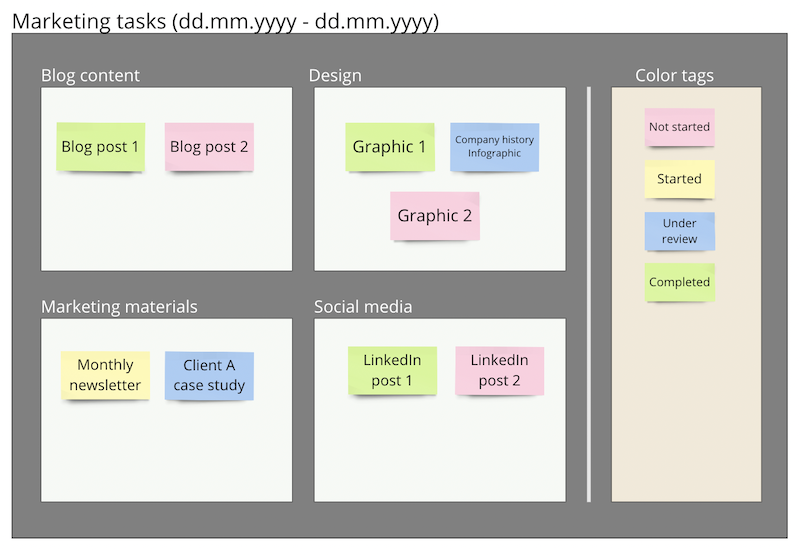 Marketing tasks (dd.mm.yyyy - dd.mm.yyyy)
Blog content
Blog post 1
Blog post 2
Design
Graphic 1
Company history
Infographic
Graphic 2
Marketing materials
Monthly
newsletter
Client A
case study
Social media
LinkedIn
post 1
LinkedIn
post 2
Color tags
Not started
Started
Under
review
Completed